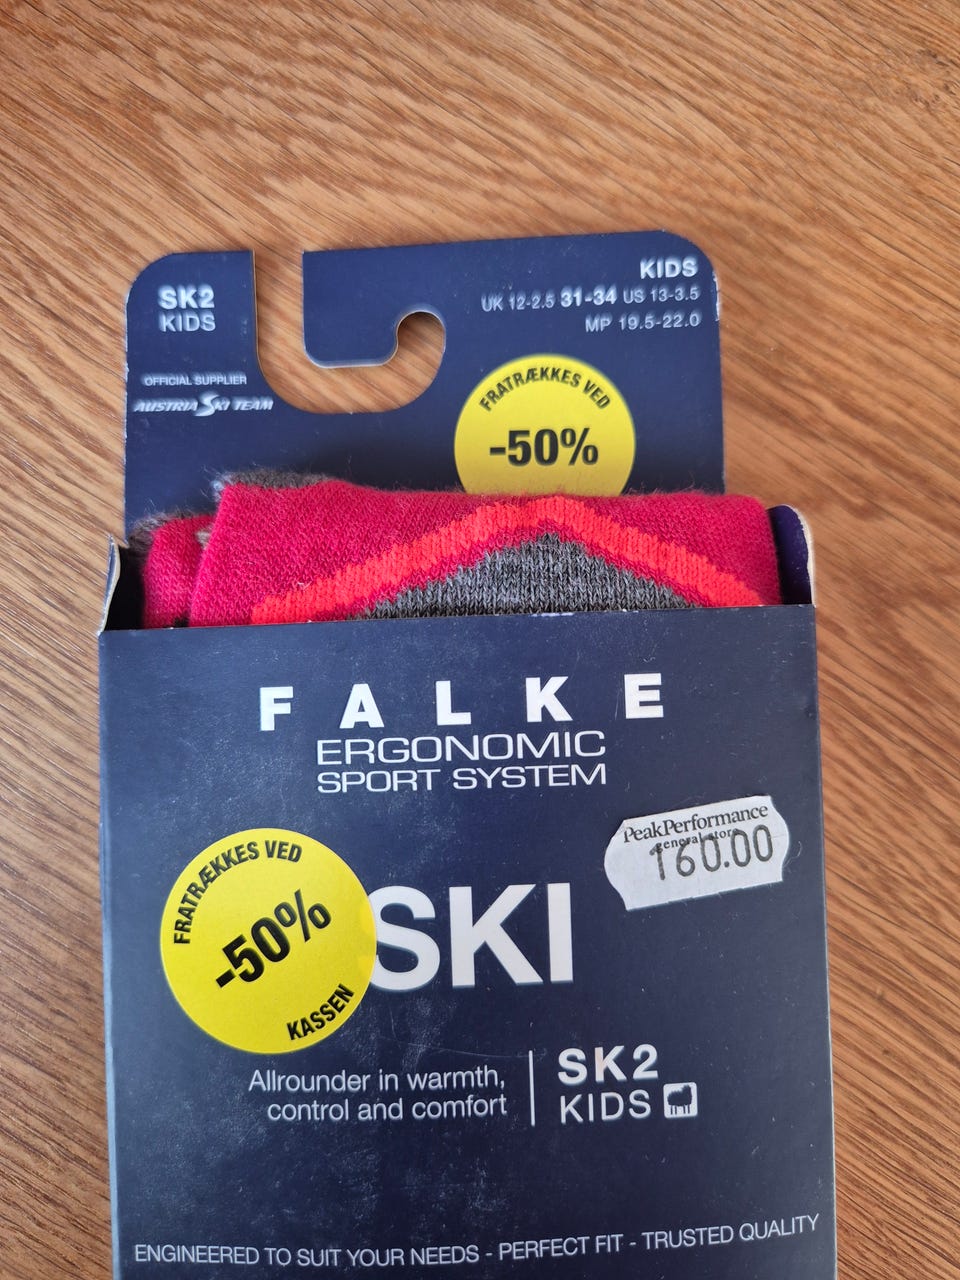 SK2
KIDS
OFFICIAL SUPPLIER
AUSTRIA SKI TEAM
KIDS
UK 12-2.5 31-34 US 13-3.5
MP 19.5-22.0
FRATRÆKKES VED
-50%
FALKE
ERGONOMIC
SPORT SYSTEM
PeakPerformance
general store
160.00
FRATRÆKKES VED
-50%
KASSEN
SKI
Allrounder in warmth,
control and comfort
SK2
KIDS
ENGINEERED TO SUIT YOUR NEEDS - PERFECT FIT - TRUSTED QUALITY